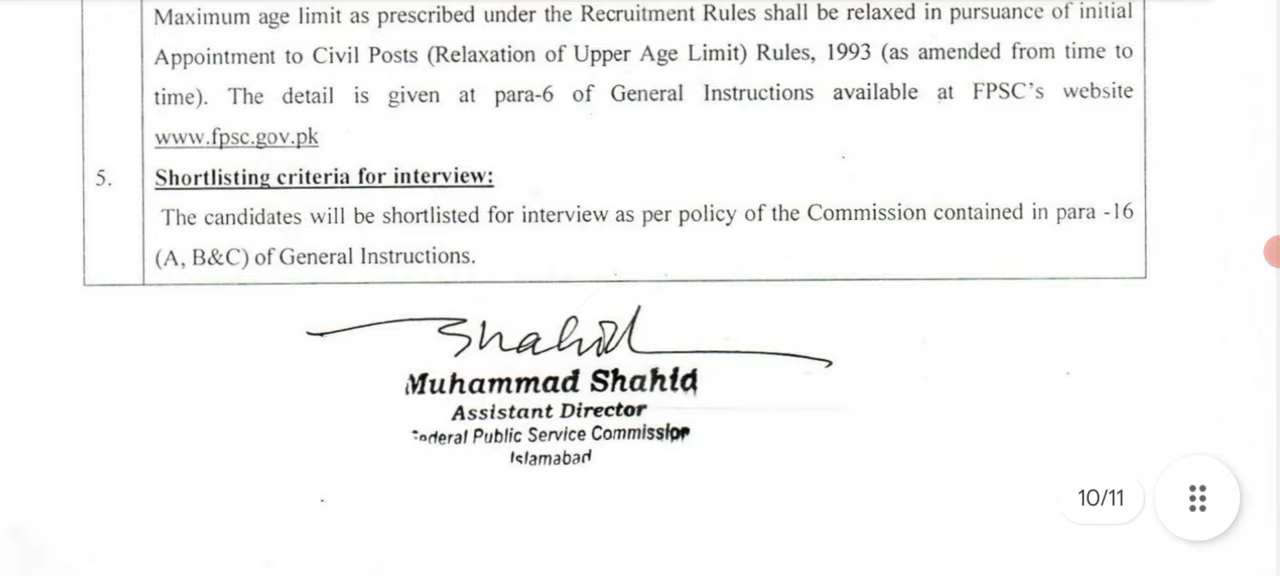 Maximum age limit as prescribed under the Recruitment Rules shall be relaxed in pursuance of initial
Appointment to Civil Posts (Relaxation of Upper Age Limit) Rules, 1993 (as amended from time to
time). The detail is given at para-6 of General Instructions available at FPSC's website
www.fpsc.gov.pk
5. Shortlisting criteria for interview:
The candidates will be shortlisted for interview as per policy of the Commission contained in para -16
(A, B&C) of General Instructions.
Shahid
Muhammad Shahid
Assistant Director
Federal Public Service Commission
Islamabad
10/11